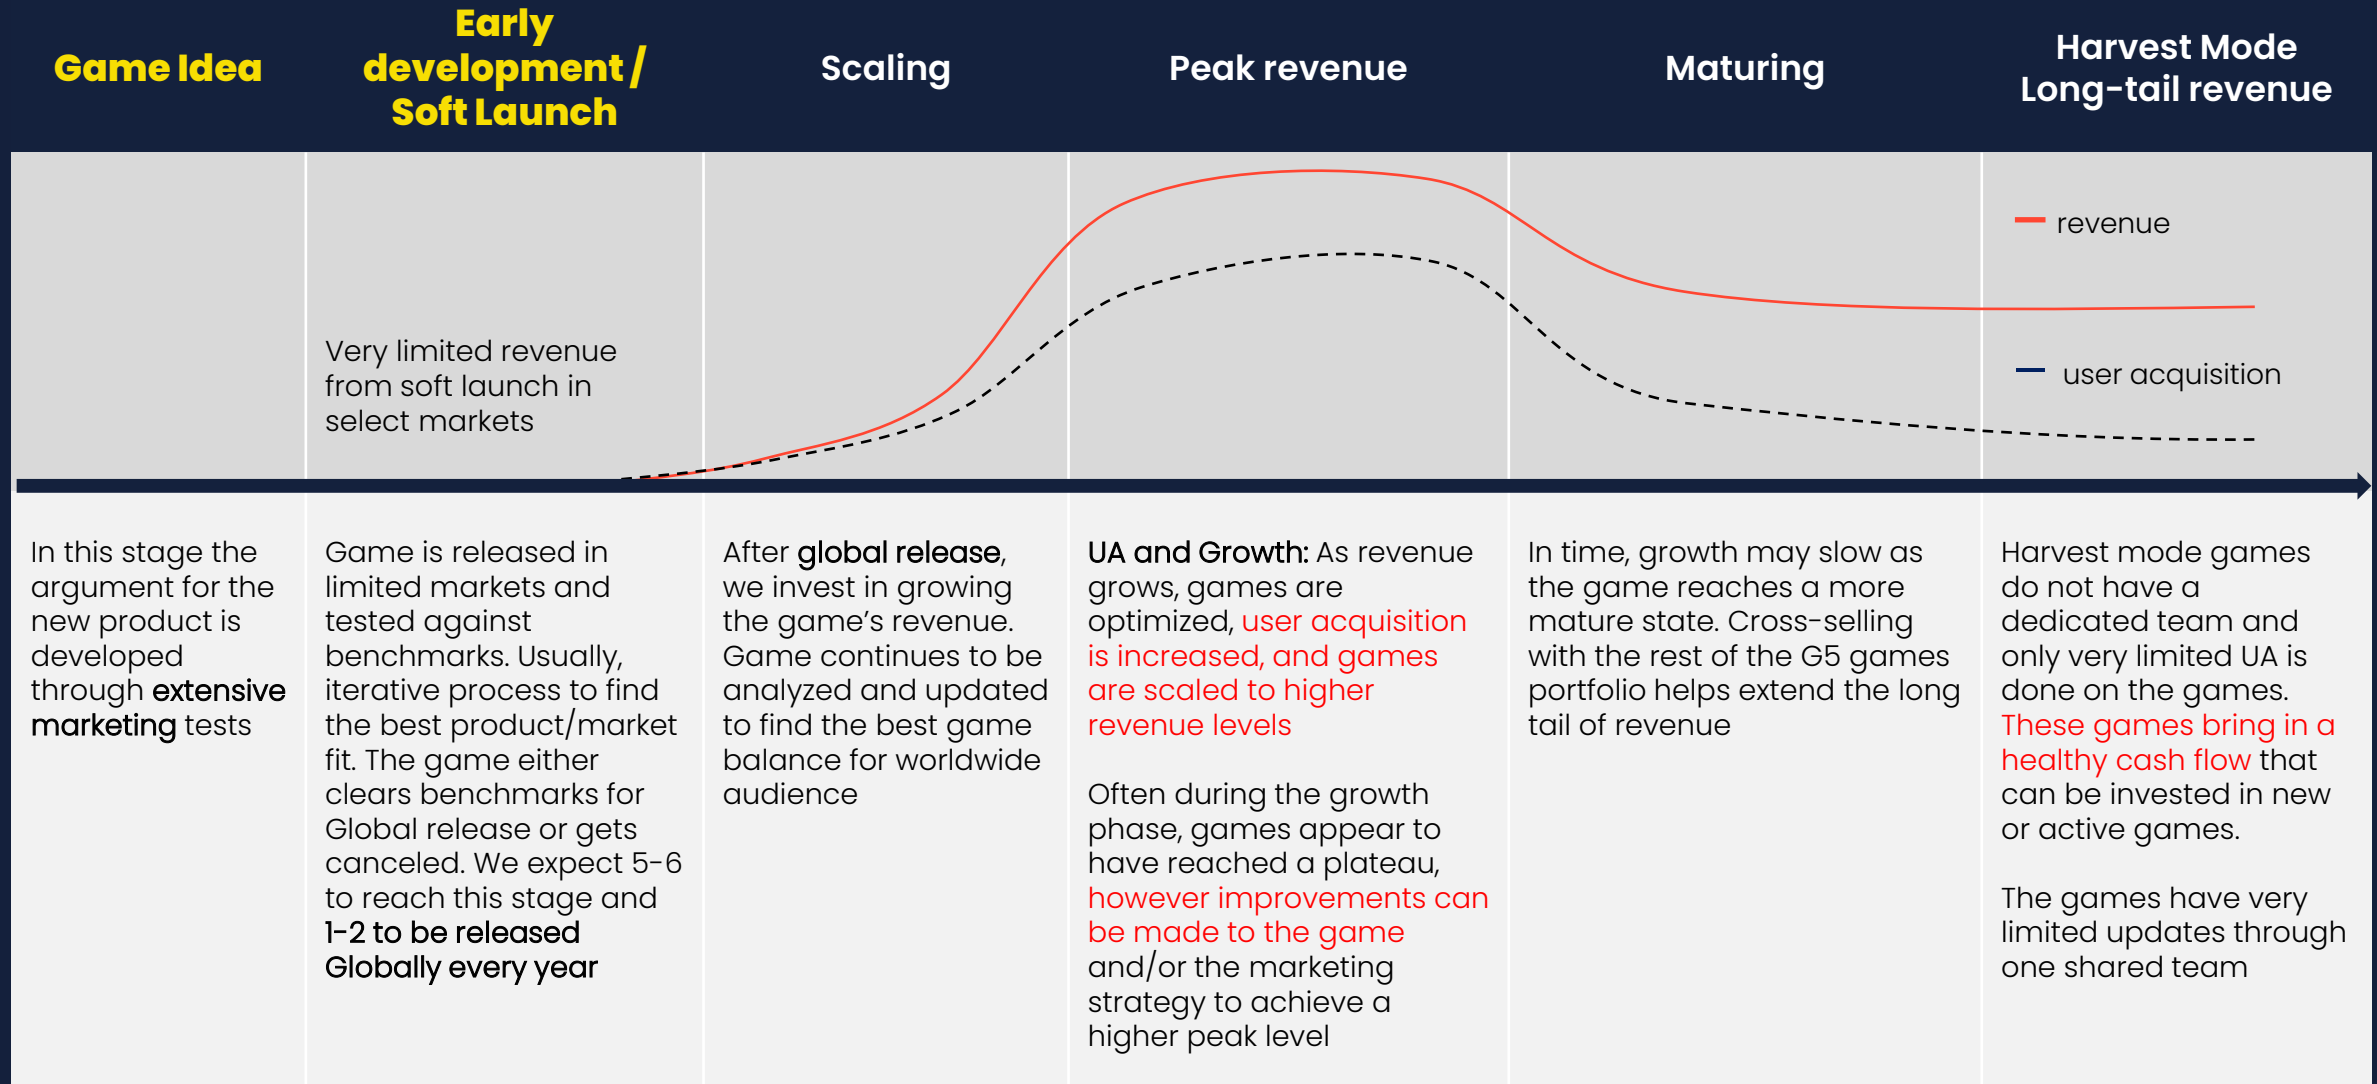 Game Idea
Early
development /
Soft Launch
Scaling
Peak revenue
Maturing
Harvest Mode
Long-tail revenue
Very limited revenue
from soft launch in
select markets
revenue
user acquisition
In this stage the
argument for the
new product is
developed
through extensive
marketing tests
Game is released in
limited markets and
tested against
benchmarks. Usually,
iterative process to find
the best product/market
fit. The game either
clears benchmarks for
Global release or gets
canceled. We expect 5-6
to reach this stage and
1-2 to be released
Globally every year
After global release,
we invest in growing
the game's revenue.
Game continues to be
analyzed and updated
to find the best game
balance for worldwide
audience
UA and Growth: As revenue
grows, games are
optimized, user acquisition
is increased, and games
are scaled to higher
revenue levels
Often during the growth
phase, games appear to
have reached a plateau,
however improvements can
be made to the game
and/or the marketing
strategy to achieve a
higher peak level
In time, growth may slow as
the game reaches a more
mature state. Cross-selling
with the rest of the G5 games
portfolio helps extend the long
tail of revenue
Harvest mode games
do not have a
dedicated team and
only very limited UA is
done on the games.
These games bring in a
healthy cash flow that
can be invested in new
or active games.
The games have very
limited updates through
one shared team